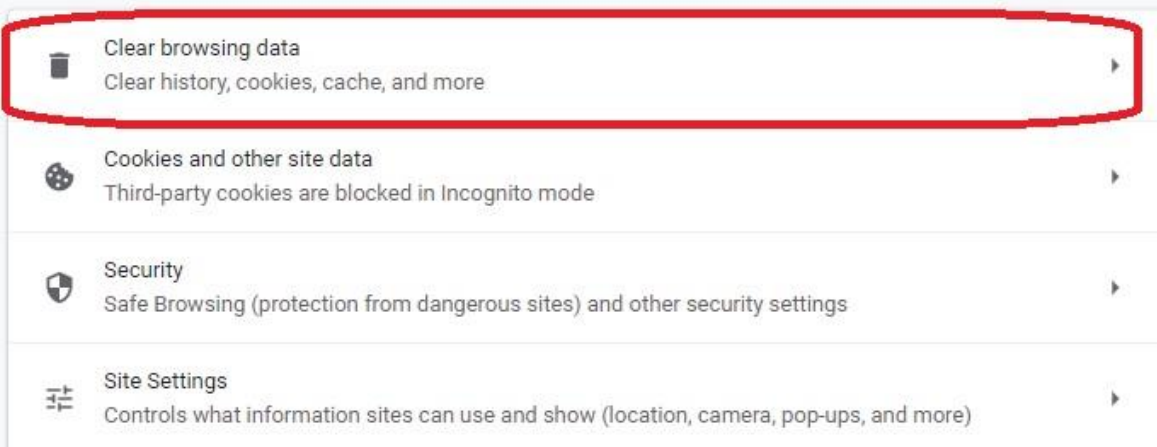 Clear browsing data
Clear history, cookies, cache, and more
Cookies and other site data
Third-party cookies are blocked in Incognito mode
Security
Safe Browsing (protection from dangerous sites) and other security settings
Site Settings
Controls what information sites can use and show (location, camera, pop-ups, and more)